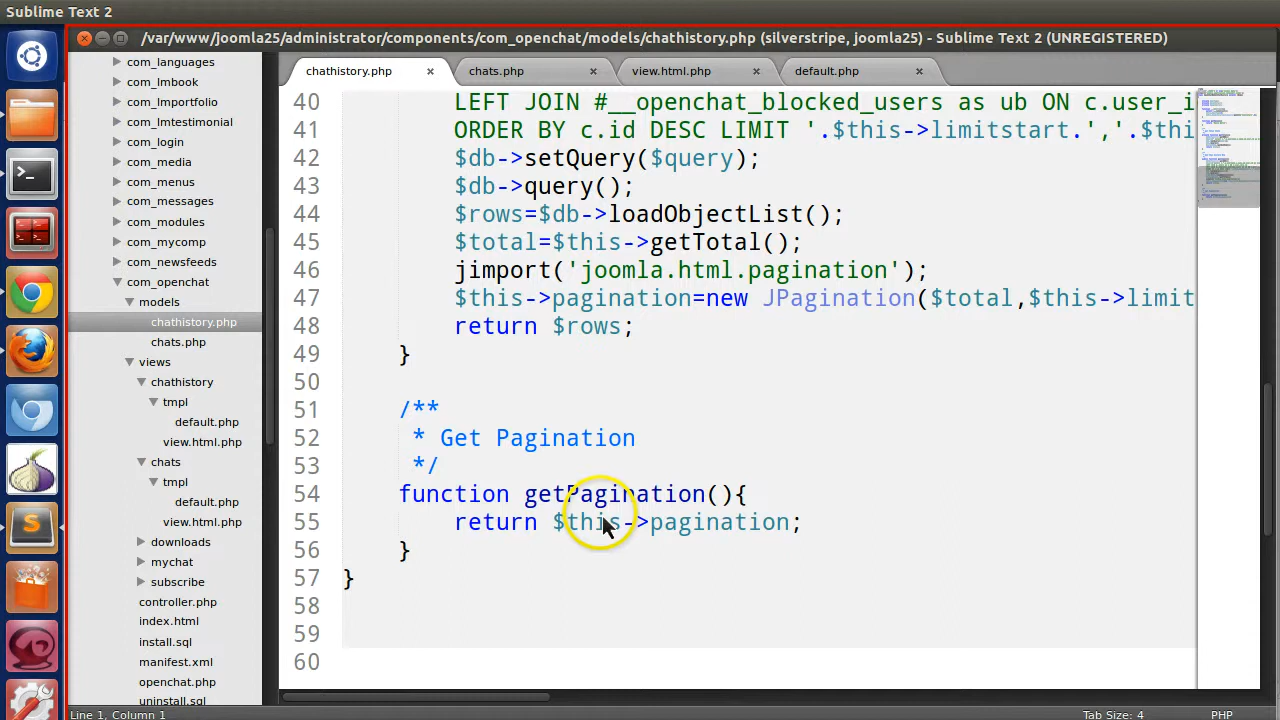 Sublime Text 2
/var/www/joomla25/administrator/components/com_openchat/models/chathistory.php (silverstripe, joomla25) - Sublime Text 2 (UNREGISTERED)
com_languages
com_lmbook
com_lmportfolio
com_lmtestimonial
com_login
com_media
com_menus
com_messages
com_modules
com_mycomp
com_newsfeeds
com_openchat
models
chathistory.php
chats.php
views
chathistory
tmpl
default.php
view.html.php
chats
tmpl
default.php
view.html.php
downloads
mychat
subscribe
controller.php
index.html
install.sql
manifest.xml
openchat.php
uninstall.sql
chathistory.php
chats.php
view.html.php
default.php
40 LEFT JOIN #__openchat_blocked_users as ub ON c.user_i
41 ORDER BY c.id DESC LIMIT '.$this->limitstart.','.$thi
42 $db->setQuery($query);
43 $db->query();
44 $rows=$db->loadObjectList();
45 $total=$this->getTotal();
46 jimport('joomla.html.pagination');
47 $this->pagination=new JPagination($total,$this->limit
48 return $rows;
49 }
50
51 /**
52 * Get Pagination
53 */
54 function getPagination(){
55 return $this->pagination;
56 }
57 }
58
59
60
Line 1, Column 1
Tab Size: 4
PHP